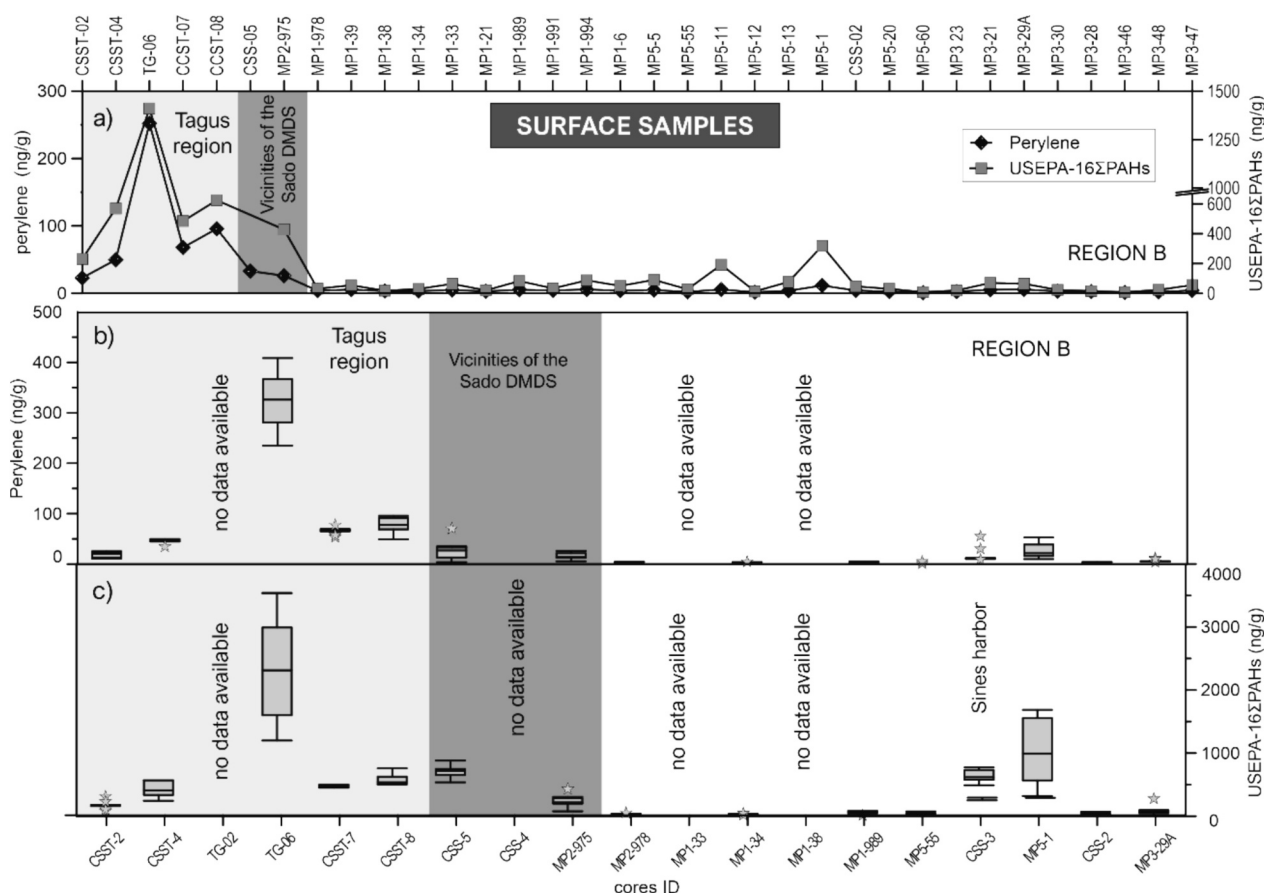 CSST-02
CSST-04
TG-06
CCST-07
CCST-08
CSS-05
MP2-975
MP1-978
MP1-39
MP1-38
MP1-34
MP1-33
MP1-21
MP1-989
MP1-991
MP1-994
MP1-6
MP5-5
MP5-55
MP5-11
MP5-12
MP5-13
MP5-1
CSS-02
MP5-20
MP5-60
MP3 23
MP3-21
MP3-29A
MP3-30
MP3-28
MP3-46
MP3-48
MP3-47
a)
perylene (ng/g)
300
200
100
0
Tagus
region
Vicinities of the
Sado DMDS
SURFACE SAMPLES
Perylene
USEPA-16ΣPAHs
REGION B
1500
1250
1000
600
400
200
0
USEPA-16ΣPAHs (ng/g)
b)
Perylene (ng/g)
500
400
300
200
100
0
Tagus
region
Vicinities of the
Sado DMDS
REGION B
no data available
no data available
no data available
c)
no data available
no data available
no data available
no data available
Sines harbor
4000
3000
2000
1000
0
USEPA-16ΣPAHs (ng/g)
CSST-2
CSST-4
TG-02
TG-06
CSST-7
CSST-8
CSS-5
CSS-4
MP2-975
MP2-978
MP1-33
MP1-34
MP1-38
MP1-989
MP5-55
CSS-3
MP5-1
CSS-2
MP3-29A
cores ID